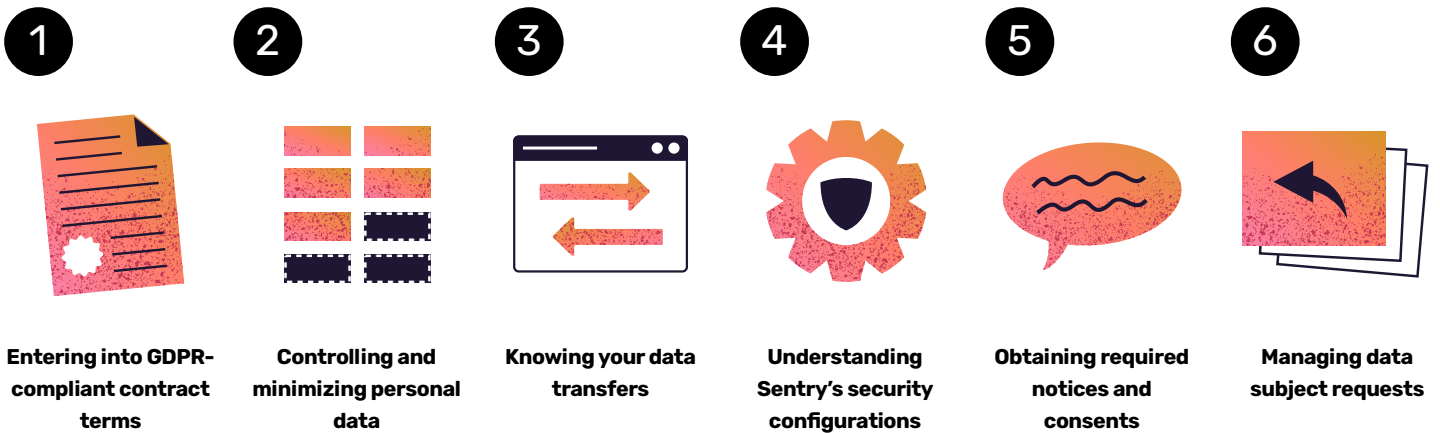 1
Entering into GDPR-
compliant contract
terms
2
Controlling and
minimizing personal
data
3
Knowing your data
transfers
4
Understanding
Sentry’s security
configurations
5
Obtaining required
notices and
consents
6
Managing data
subject requests